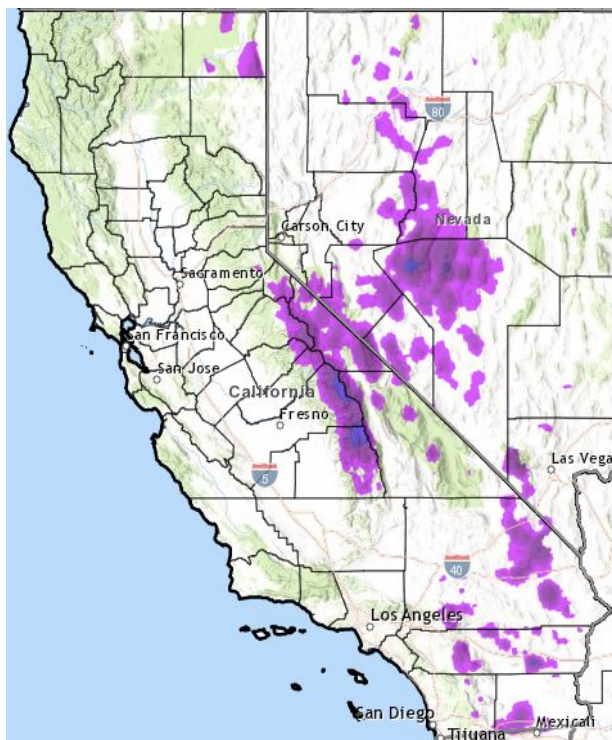 80
Nevada
Carson City
Sacramento
San Francisco
San Jose
California
Fresno
5
Las Vega
40
Los Angeles
San Diego
Mexicali
Tijuana